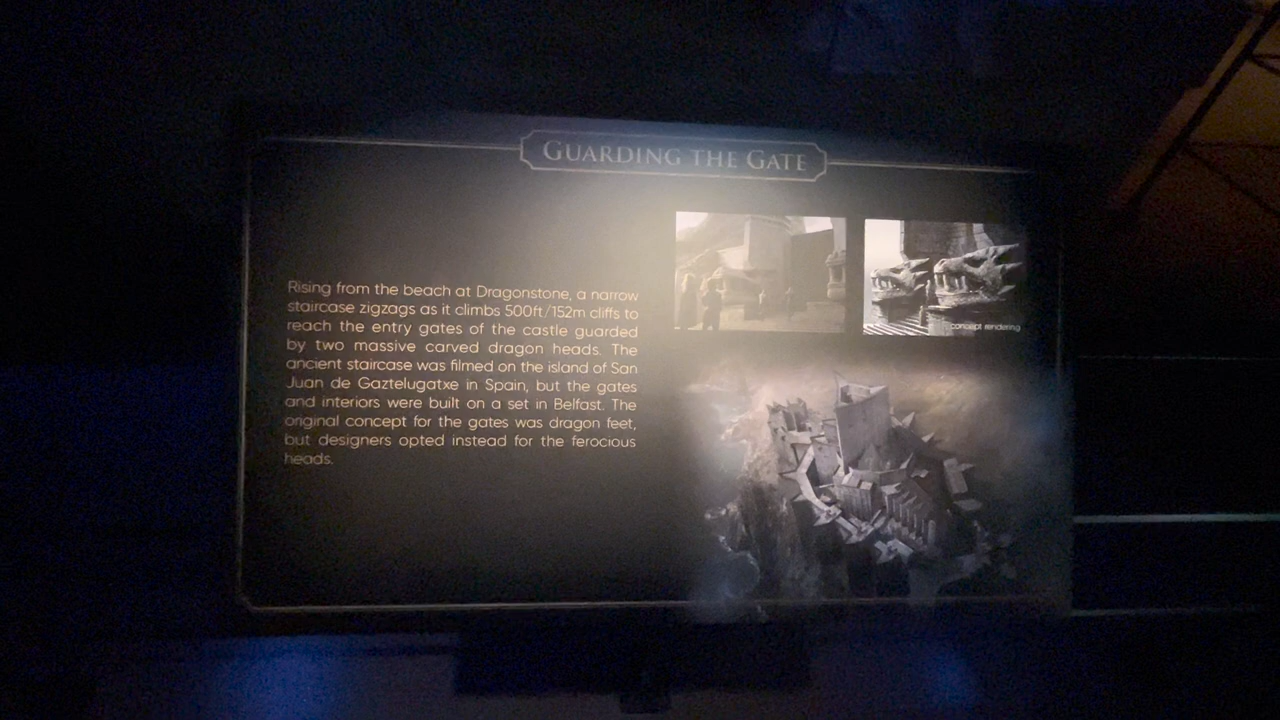 GUARDING THE GATE
Rising from the beach at Dragonstone, a narrow
staircase zigzags as it climbs 500ft/152m cliffs to
reach the entry gates of the castle guarded
by two massive carved dragon heads. The
ancient staircase was filmed on the island of San
Juan de Gaztelugatxe in Spain, but the gates
and interiors were built on a set in Belfast. The
original concept for the gates was dragon feet,
but designers opted instead for the ferocious
heads.
concept rendering